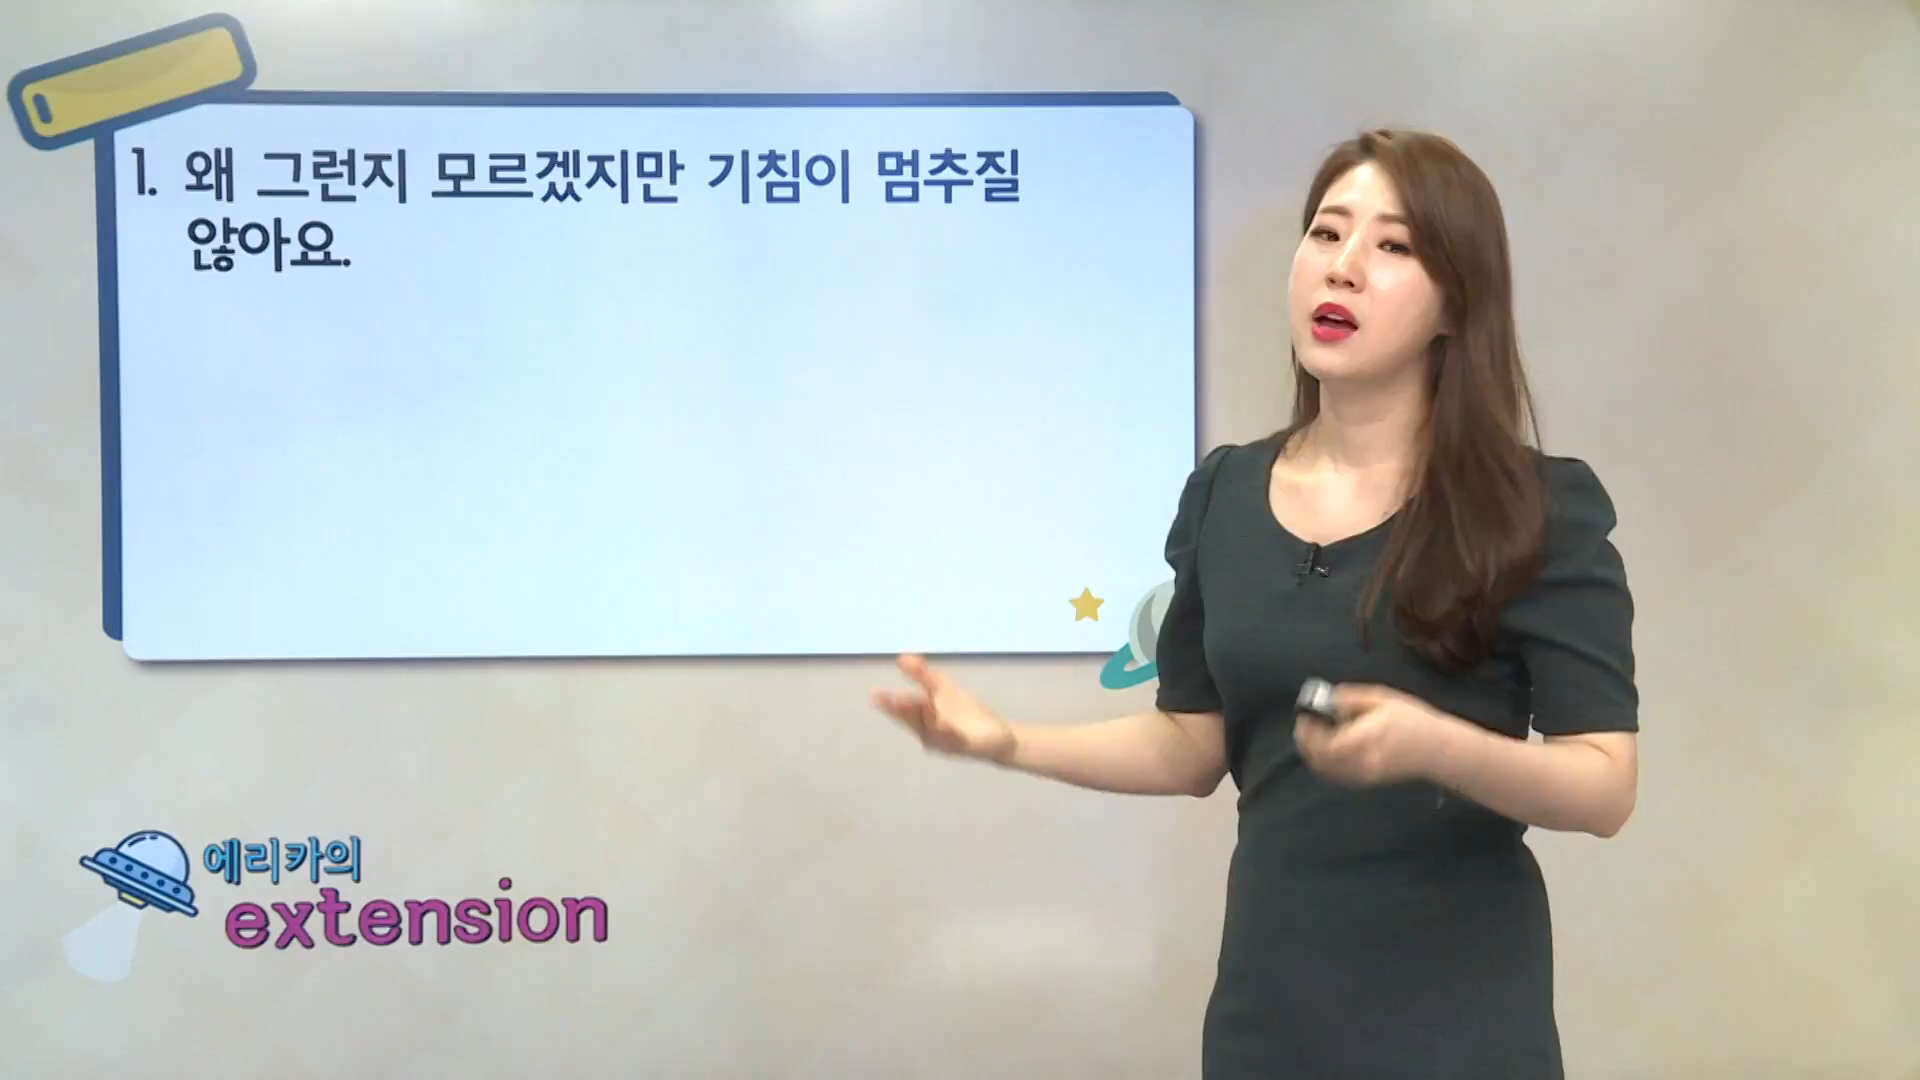 1. 왜 그런지 모르겠지만 기침이 멈추질
않아요.
에리카의
extension